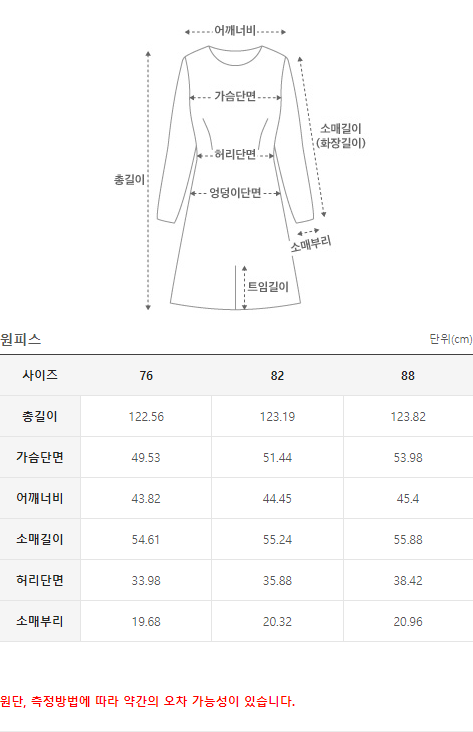 어깨너비
가슴단면
소매길이
(화장길이)
허리단면
총길이
엉덩이단면
소매부리
트임길이
원피스 단위(cm)
사이즈 76 82 88
총길이 122.56 123.19 123.82
가슴단면 49.53 51.44 53.98
어깨너비 43.82 44.45 45.4
소매길이 54.61 55.24 55.88
허리단면 33.98 35.88 38.42
소매부리 19.68 20.32 20.96
원단, 측정방법에 따라 약간의 오차 가능성이 있습니다.